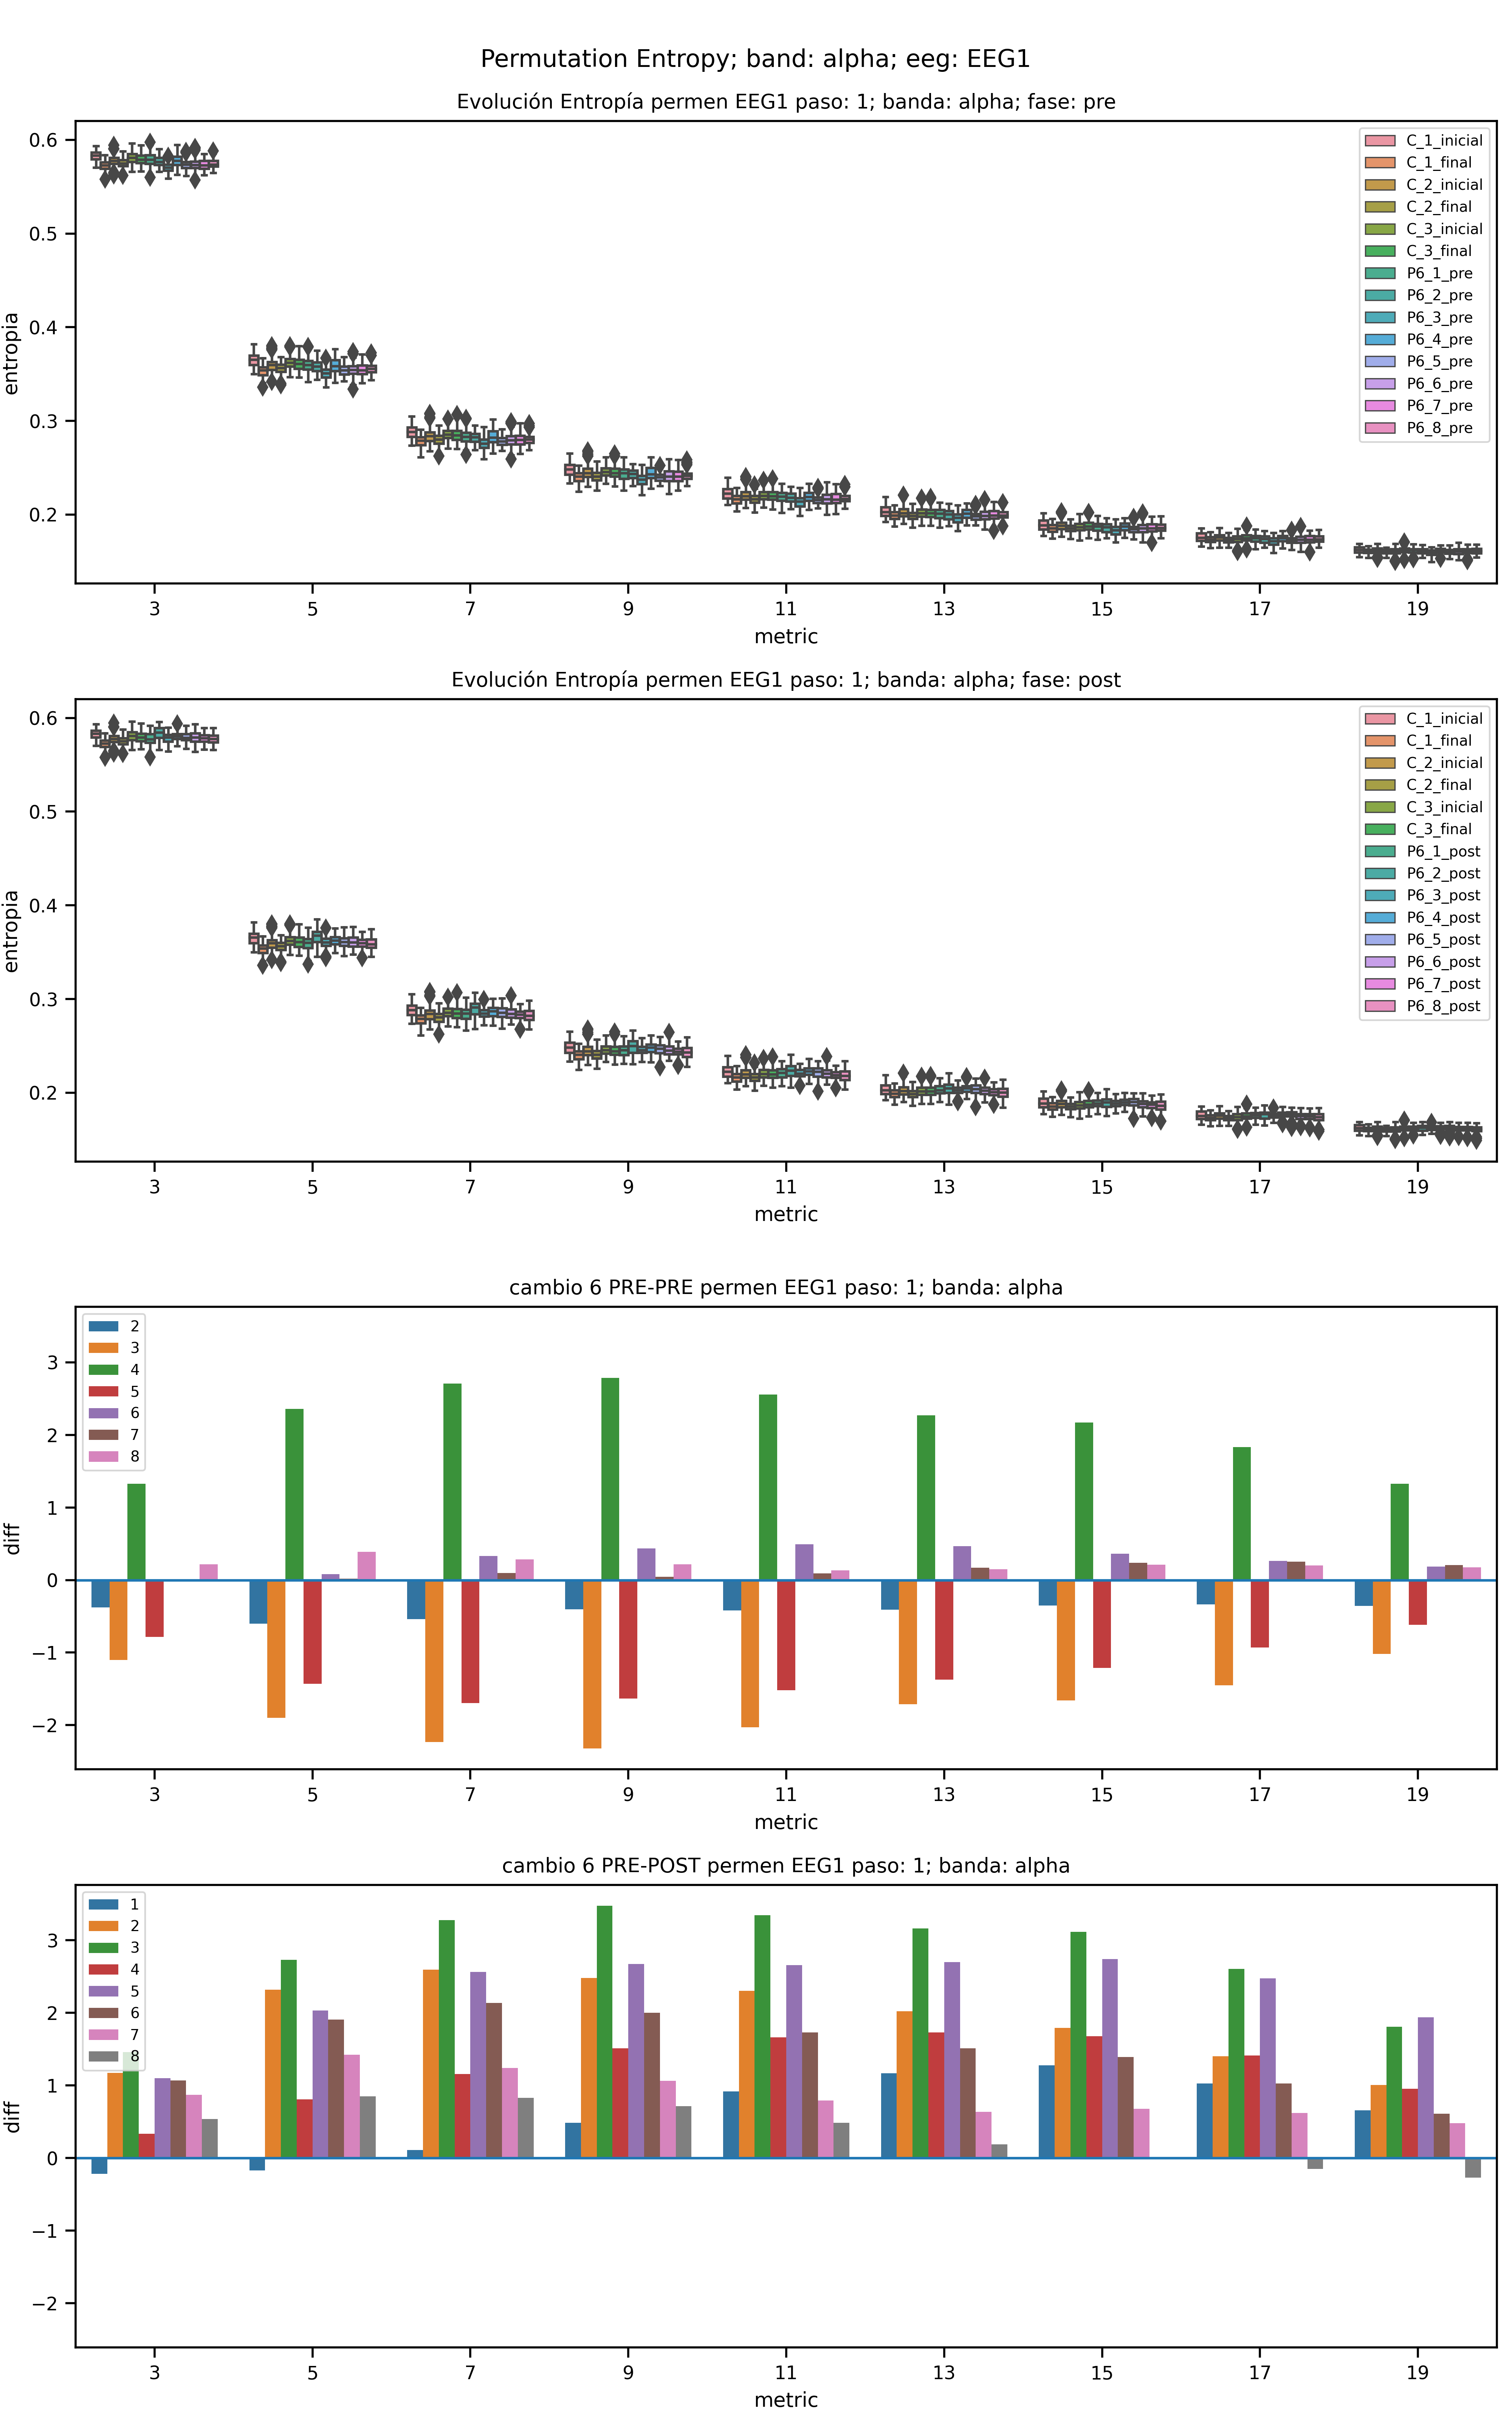 Permutation Entropy; band: alpha; eeg: EEG1
Evolución Entropía permen EEG1 paso: 1; banda: alpha; fase: pre
entropia
0.6
0.5
0.4
0.3
0.2
C_1_inicial
C_1_final
C_2_inicial
C_2_final
C_3_inicial
C_3_final
P6_1_pre
P6_2_pre
P6_3_pre
P6_4_pre
P6_5_pre
P6_6_pre
P6_7_pre
P6_8_pre
3 5 7 9 11 13 15 17 19
metric
Evolución Entropía permen EEG1 paso: 1; banda: alpha; fase: post
entropia
0.6
0.5
0.4
0.3
0.2
C_1_inicial
C_1_final
C_2_inicial
C_2_final
C_3_inicial
C_3_final
P6_1_post
P6_2_post
P6_3_post
P6_4_post
P6_5_post
P6_6_post
P6_7_post
P6_8_post
3 5 7 9 11 13 15 17 19
metric
cambio 6 PRE-PRE permen EEG1 paso: 1; banda: alpha
diff
3
2
1
0
−1
−2
2
3
4
5
6
7
8
3 5 7 9 11 13 15 17 19
metric
cambio 6 PRE-POST permen EEG1 paso: 1; banda: alpha
diff
3
2
1
0
−1
−2
1
2
3
4
5
6
7
8
3 5 7 9 11 13 15 17 19
metric